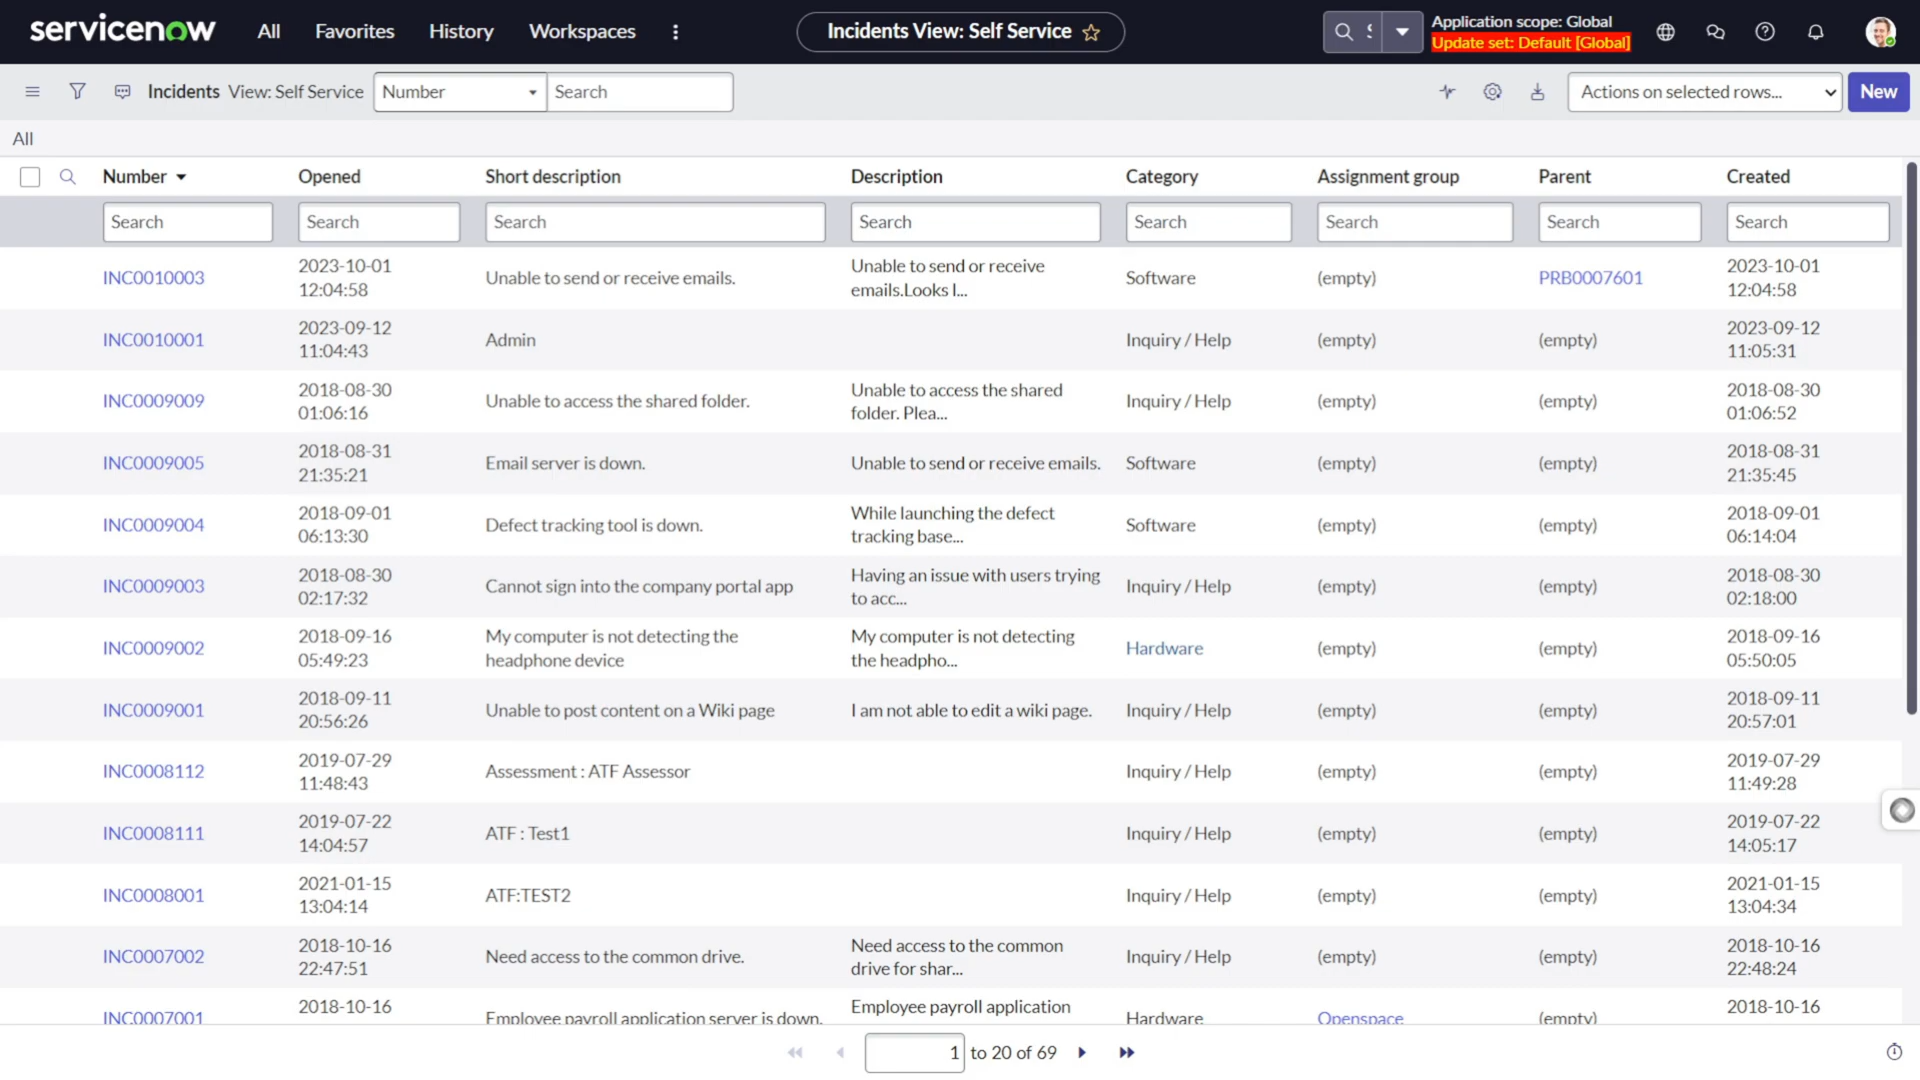 servicenow
All
Favorites
History
Workspaces
Incidents View: Self Service
Application scope: Global
Update set: Default [Global]
Incidents View: Self Service
Number
Search
Actions on selected rows...
New
All
Number
Opened
Short description
Description
Category
Assignment group
Parent
Created
Search
Search
Search
Search
Search
Search
Search
Search
INC0010003
2023-10-01
12:04:58
Unable to send or receive emails.
Unable to send or receive
emails.Looks l...
Software
(empty)
PRB0007601
2023-10-01
12:04:58
INC0010001
2023-09-12
11:04:43
Admin
Inquiry / Help
(empty)
(empty)
2023-09-12
11:05:31
INC0009009
2018-08-30
01:06:16
Unable to access the shared folder.
Unable to access the shared
folder. Plea...
Inquiry / Help
(empty)
(empty)
2018-08-30
01:06:52
INC0009005
2018-08-31
21:35:21
Email server is down.
Unable to send or receive emails.
Software
(empty)
(empty)
2018-08-31
21:35:45
INC0009004
2018-09-01
06:13:30
Defect tracking tool is down.
While launching the defect
tracking base...
Software
(empty)
(empty)
2018-09-01
06:14:04
INC0009003
2018-08-30
02:17:32
Cannot sign into the company portal app
Having an issue with users trying
to acc...
Inquiry / Help
(empty)
(empty)
2018-08-30
02:18:00
INC0009002
2018-09-16
05:49:23
My computer is not detecting the
headphone device
My computer is not detecting
the headpho...
Hardware
(empty)
(empty)
2018-09-16
05:50:05
INC0009001
2018-09-11
20:56:26
Unable to post content on a Wiki page
I am not able to edit a wiki page.
Inquiry / Help
(empty)
(empty)
2018-09-11
20:57:01
INC0008112
2019-07-29
11:48:43
Assessment : ATF Assessor
Inquiry / Help
(empty)
(empty)
2019-07-29
11:49:28
INC0008111
2019-07-22
14:04:57
ATF : Test1
Inquiry / Help
(empty)
(empty)
2019-07-22
14:05:17
INC0008001
2021-01-15
13:04:14
ATF:TEST2
Inquiry / Help
(empty)
(empty)
2021-01-15
13:04:34
INC0007002
2018-10-16
22:47:51
Need access to the common drive.
Need access to the common
drive for shar...
Inquiry / Help
(empty)
(empty)
2018-10-16
22:48:24
INC0007001
2018-10-16
Employee payroll application server is down.
Employee payroll application
Hardware
Openspace
(empty)
2018-10-16
1 to 20 of 69